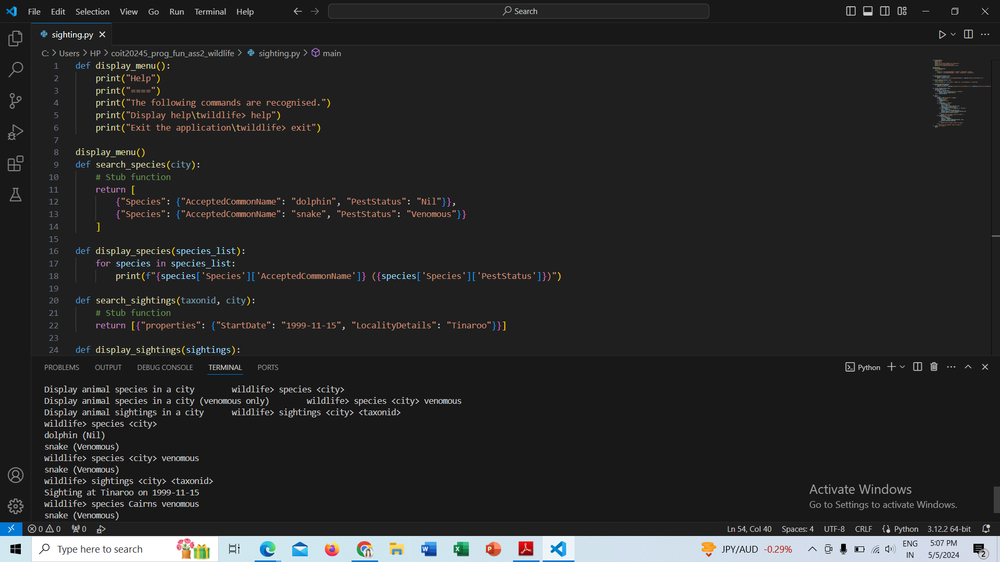 File Edit Selection View Go Run Terminal Help
Search
sighting.py
C: > Users > HP > coit20245_prog_fun_ass2_wildlife > sighting.py > main
1 def display_menu():
2 print("Help")
3 print("====")
4 print("The following commands are recognised.")
5 print("Display help\twildlife> help")
6 print("Exit the application\twildlife> exit")
7
8 display_menu()
9 def search_species(city):
10 # Stub function
11 return [
12 {"Species": {"AcceptedCommonName": "dolphin", "PestStatus": "Nil"}},
13 {"Species": {"AcceptedCommonName": "snake", "PestStatus": "Venomous"}}
14 ]
15
16 def display_species(species_list):
17 for species in species_list:
18 print(f"{species['Species']['AcceptedCommonName']} ({species['Species']['PestStatus']})")
19
20 def search_sightings(taxonid, city):
21 # Stub function
22 return [{"properties": {"StartDate": "1999-11-15", "LocalityDetails": "Tinaroo"}}]
23
24 def display_sightings(sightings):
PROBLEMS OUTPUT DEBUG CONSOLE TERMINAL PORTS
Python
Display animal species in a city wildlife> species <city>
Display animal species in a city (venomous only) wildlife> species <city> venomous
Display animal sightings in a city wildlife> sightings <city> <taxonid>
wildlife> species <city>
dolphin (Nil)
snake (Venomous)
wildlife> species <city> venomous
snake (Venomous)
wildlife> sightings <city> <taxonid>
Sighting at Tinaroo on 1999-11-15
wildlife> species Cairns venomous
snake (Venomous)
Activate Windows
Go to Settings to activate Windows.
0 0 0
Ln 54, Col 40 Spaces: 4 UTF-8 CRLF Python 3.12.2 64-bit
Type here to search
JPY/AUD -0.29%
ENG
IN
5:07 PM
5/5/2024
2